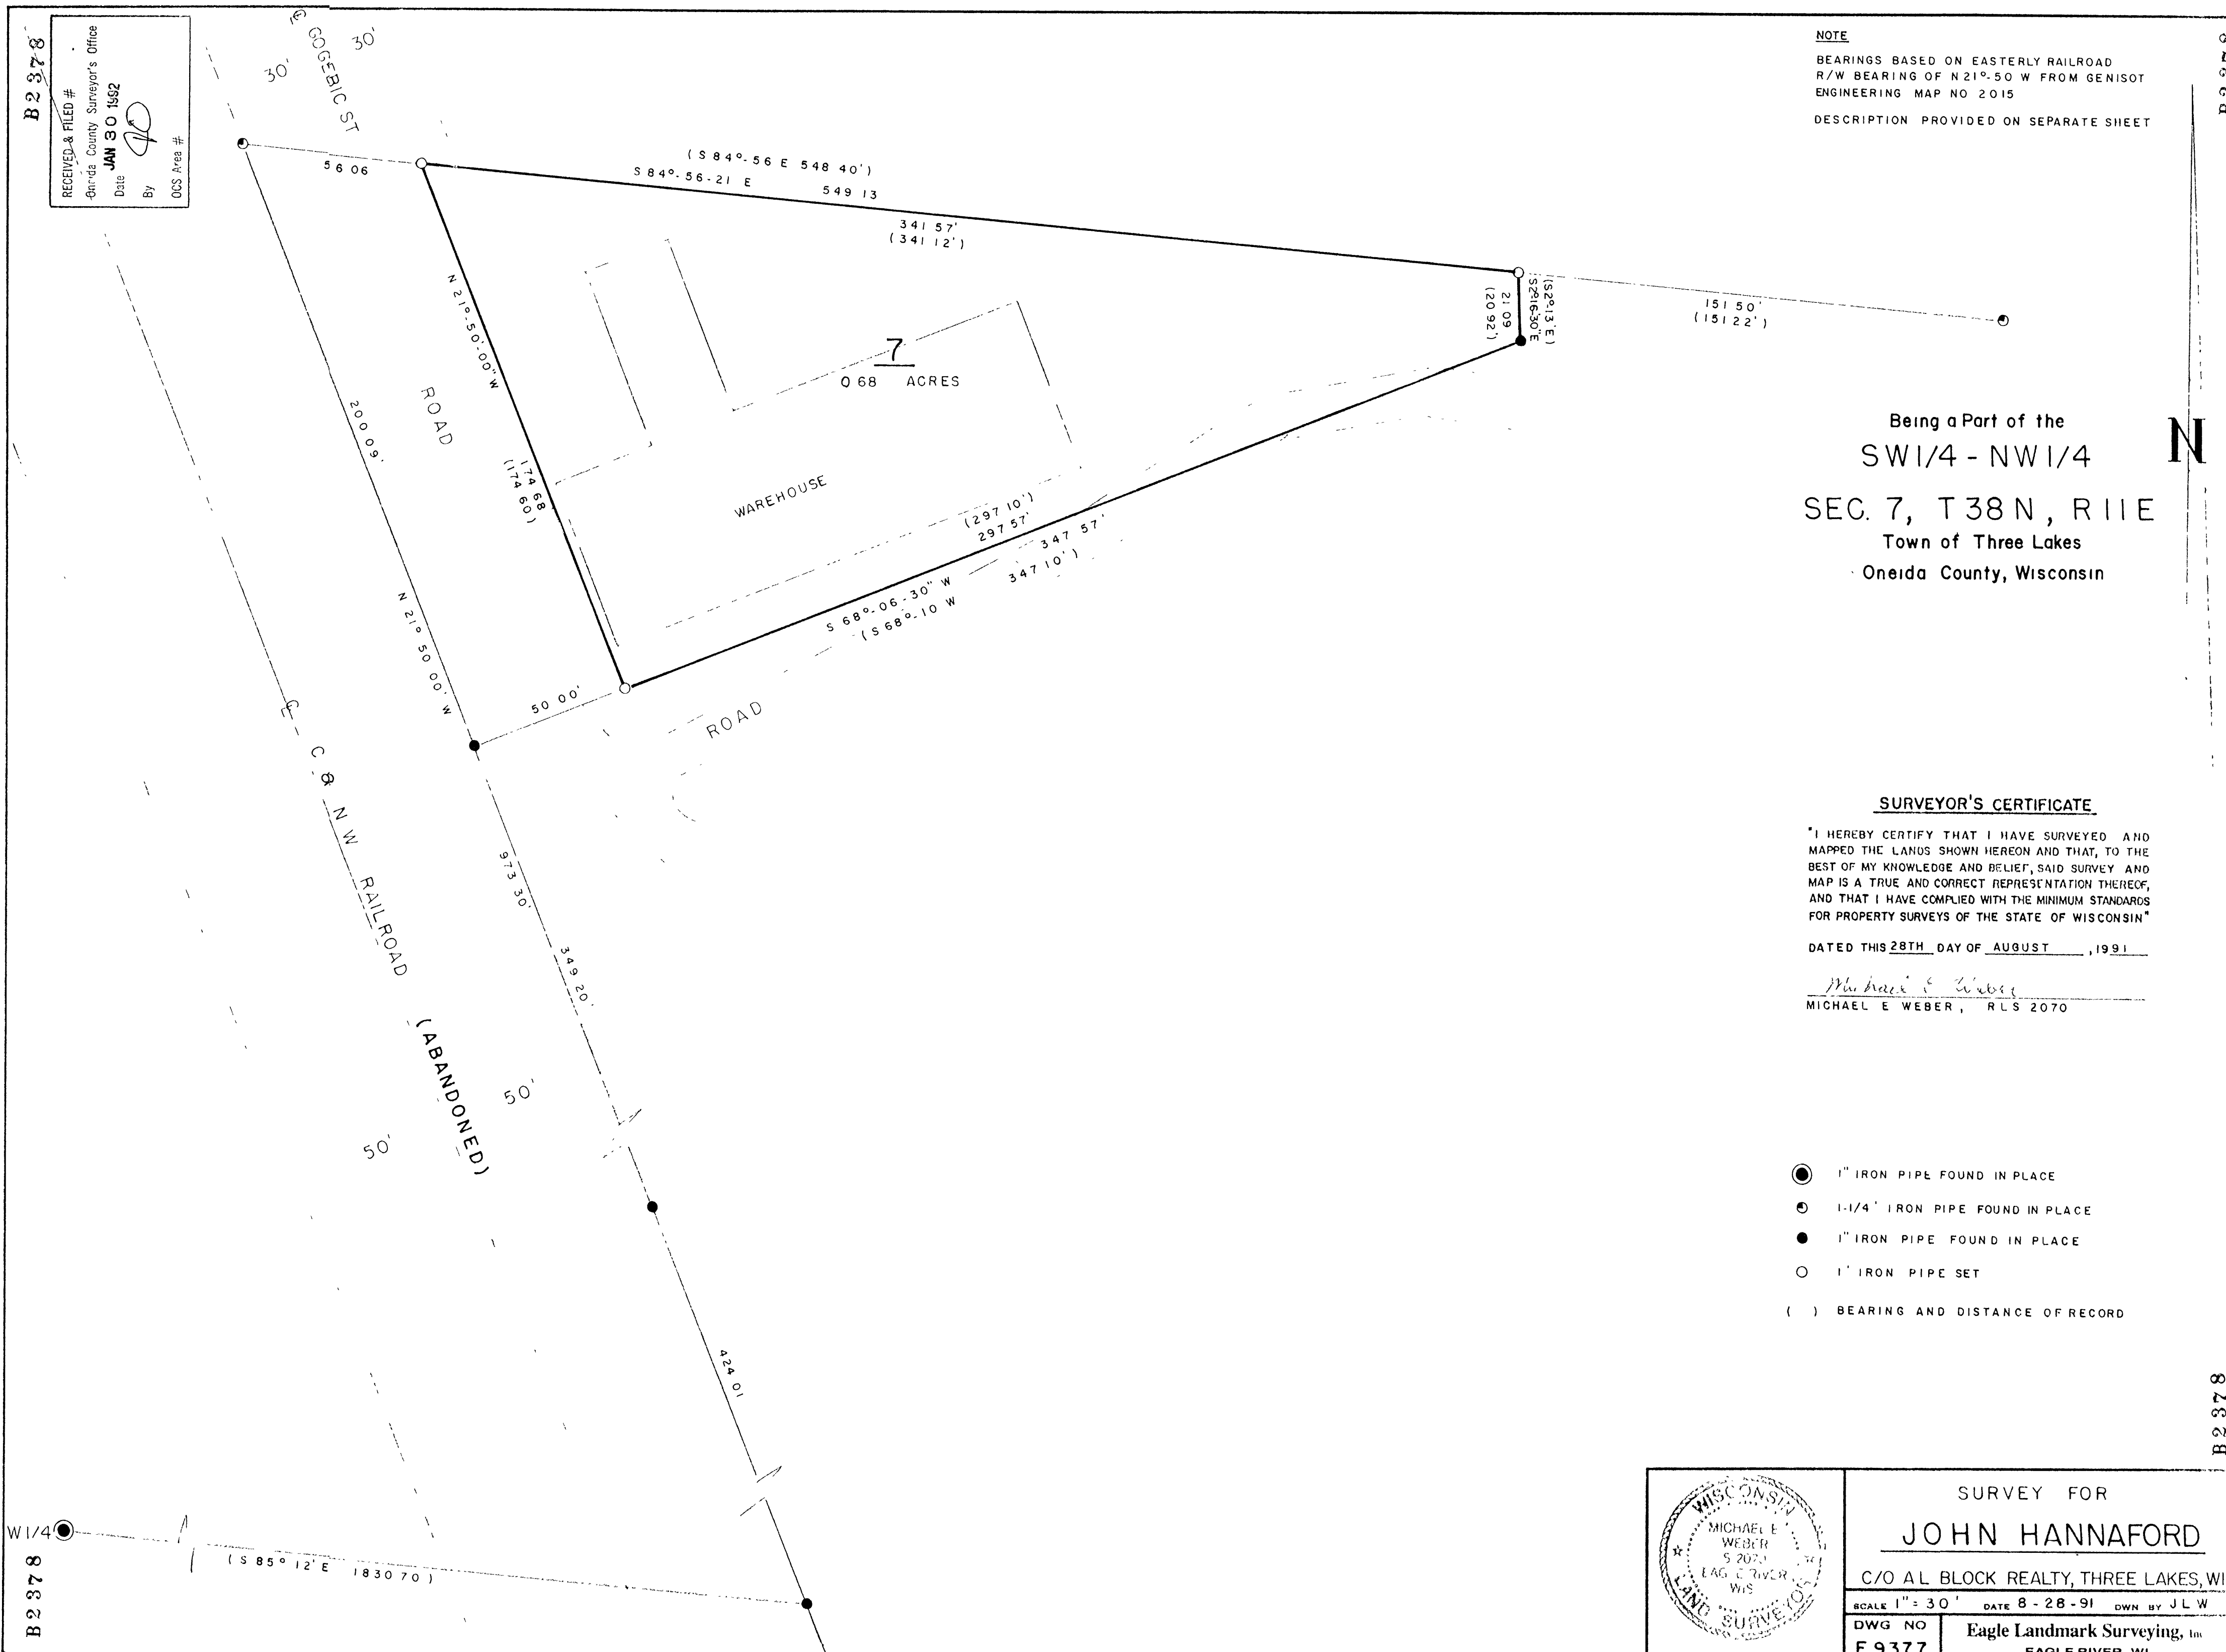 B2378
RECEIVED & FILED #
Oneida County Surveyor's Office
Date JAN 30 1992
By
OCS Area #
30'
30'
GOGEBIC ST
NOTE
BEARINGS BASED ON EASTERLY RAILROAD
R/W BEARING OF N 21°-50 W FROM GENISOT
ENGINEERING MAP NO 2015
DESCRIPTION PROVIDED ON SEPARATE SHEET
56 06
(S 84°-56 E 548 40')
S 84°-56-21 E 549 13
341 57'
(341 12')
(S2°-13' E)
S2°-16-30" E
21 09
(20 92')
151 50'
(151 22')
N 21°-50'-00" W
174 68
(174 60)
ROAD
200 09'
N 21° 50 00' W
7
0 68 ACRES
WAREHOUSE
(297 10')
297 57'
347 57'
347 10')
S 68°-06-30" W
(S 68°-10 W
50 00'
ROAD
Being a Part of the
SW1/4 - NW1/4
SEC. 7, T 38 N, R 11 E
Town of Three Lakes
Oneida County, Wisconsin
N
C & NW RAILROAD (ABANDONED)
973 30'
349 20'
50'
50'
424 01
SURVEYOR'S CERTIFICATE
"I HEREBY CERTIFY THAT I HAVE SURVEYED AND
MAPPED THE LANDS SHOWN HEREON AND THAT, TO THE
BEST OF MY KNOWLEDGE AND BELIEF, SAID SURVEY AND
MAP IS A TRUE AND CORRECT REPRESENTATION THEREOF,
AND THAT I HAVE COMPLIED WITH THE MINIMUM STANDARDS
FOR PROPERTY SURVEYS OF THE STATE OF WISCONSIN"
DATED THIS 28TH DAY OF AUGUST, 1991
Michael E Weber
MICHAEL E WEBER, RLS 2070
1" IRON PIPE FOUND IN PLACE
1-1/4' IRON PIPE FOUND IN PLACE
1" IRON PIPE FOUND IN PLACE
1' IRON PIPE SET
( ) BEARING AND DISTANCE OF RECORD
B2378
W1/4
(S 85° 12' E 1830 70)
B2378
WISCONSIN
MICHAEL E
WEBER
EAGLE RIVER
WIS
LAND SURVEYOR
SURVEY FOR
JOHN HANNAFORD
C/O AL BLOCK REALTY, THREE LAKES, WI
SCALE 1"=30' DATE 8-28-91 DWN BY JLW
DWG NO
E9377
Eagle Landmark Surveying, Inc
EAGLE RIVER, WI